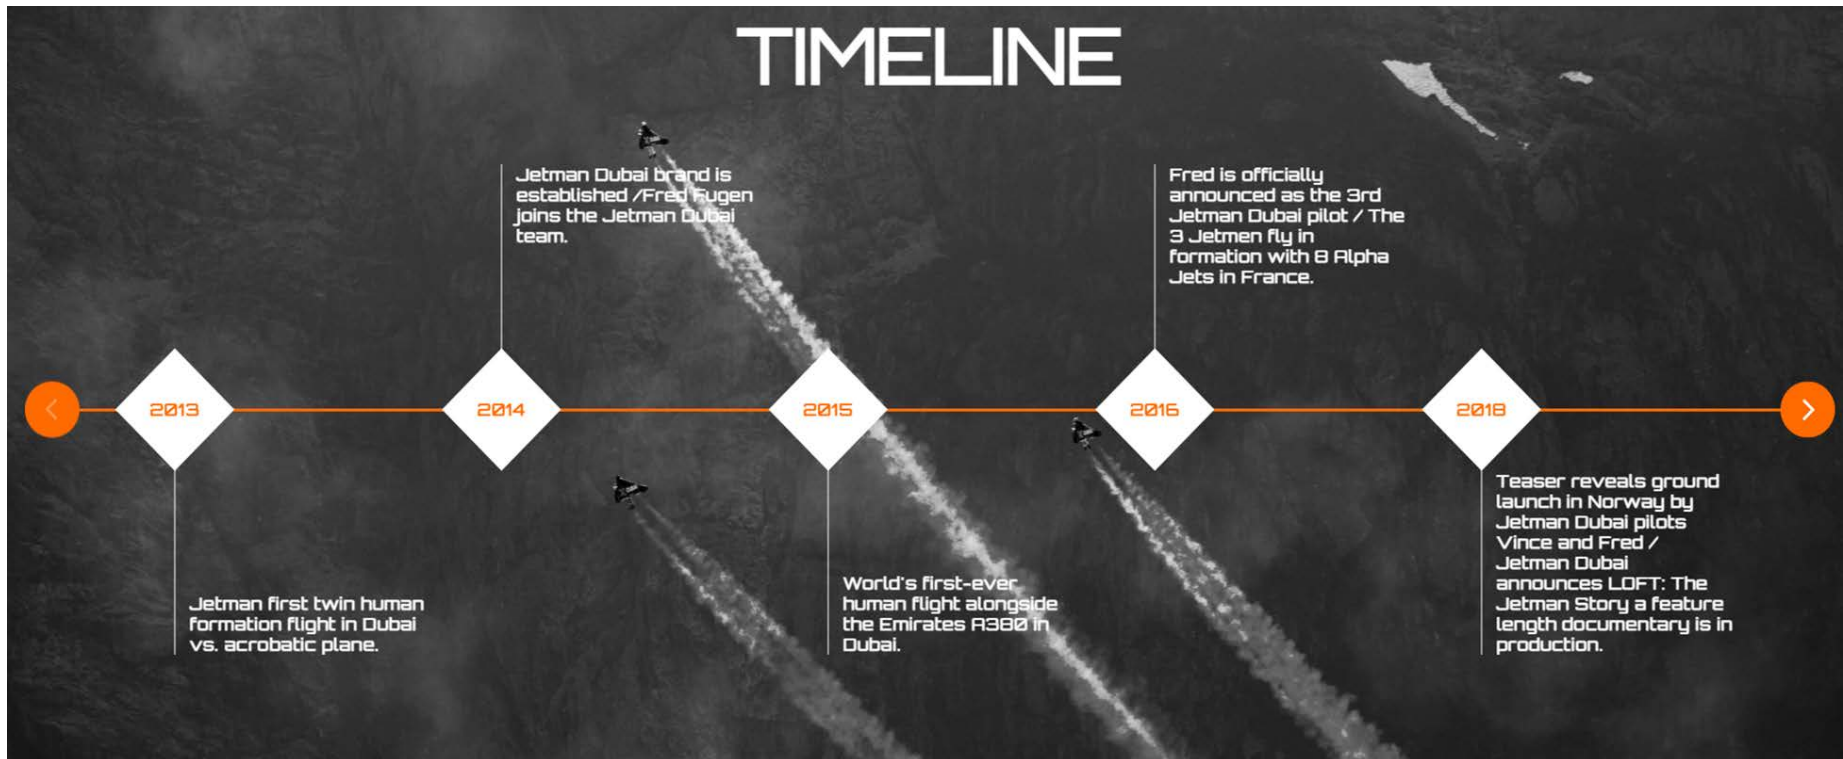 TIMELINE
Jetman Dubai brand is
established /Fred Fugen
joins the Jetman Dubai
team.
Fred is officially
announced as the 3rd
Jetman Dubai pilot / The
3 Jetmen fly in
formation with 8 Alpha
Jets in France.
2013
2014
2015
2016
2018
Jetman first twin human
formation flight in Dubai
vs. acrobatic plane.
World's first-ever
human flight alongside
the Emirates A380 in
Dubai.
Teaser reveals ground
launch in Norway by
Jetman Dubai pilots
Vince and Fred /
Jetman Dubai
announces LOFT: The
Jetman Story a feature
length documentary is in
production.